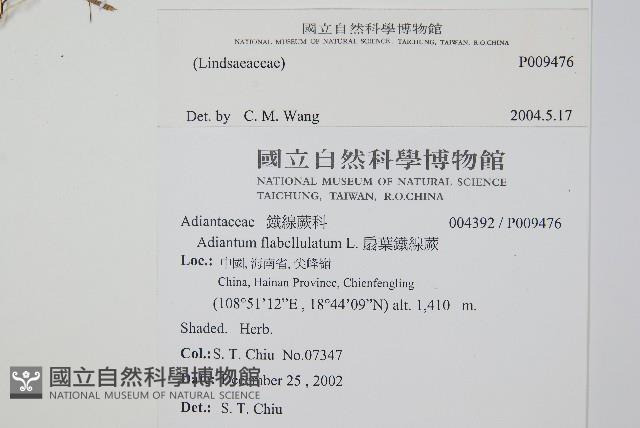 國立自然科學博物館
NATIONAL MUSEUM OF NATURAL SCIENCE, TAICHUNG, TAIWAN, R.O.CHINA
(Lindsaeaceae) P009476
Det. by C. M. Wang 2004.5.17
國立自然科學博物館
NATIONAL MUSEUM OF NATURAL SCIENCE
TAICHUNG, TAIWAN, R.O.CHINA
Adiantaceae 鐵線蕨科 004392 / P009476
Adiantum flabellulatum L. 扇葉鐵線蕨
Loc.: 中國, 海南省, 尖峰嶺
China, Hainan Province, Chienfengling
(108°51'12"E , 18°44'09"N) alt. 1,410 m.
Shaded. Herb.
Col.: S. T. Chiu No.07347
Date: December 25 , 2002
Det.: S. T. Chiu
國立自然科學博物館
NATIONAL MUSEUM OF NATURAL SCIENCE